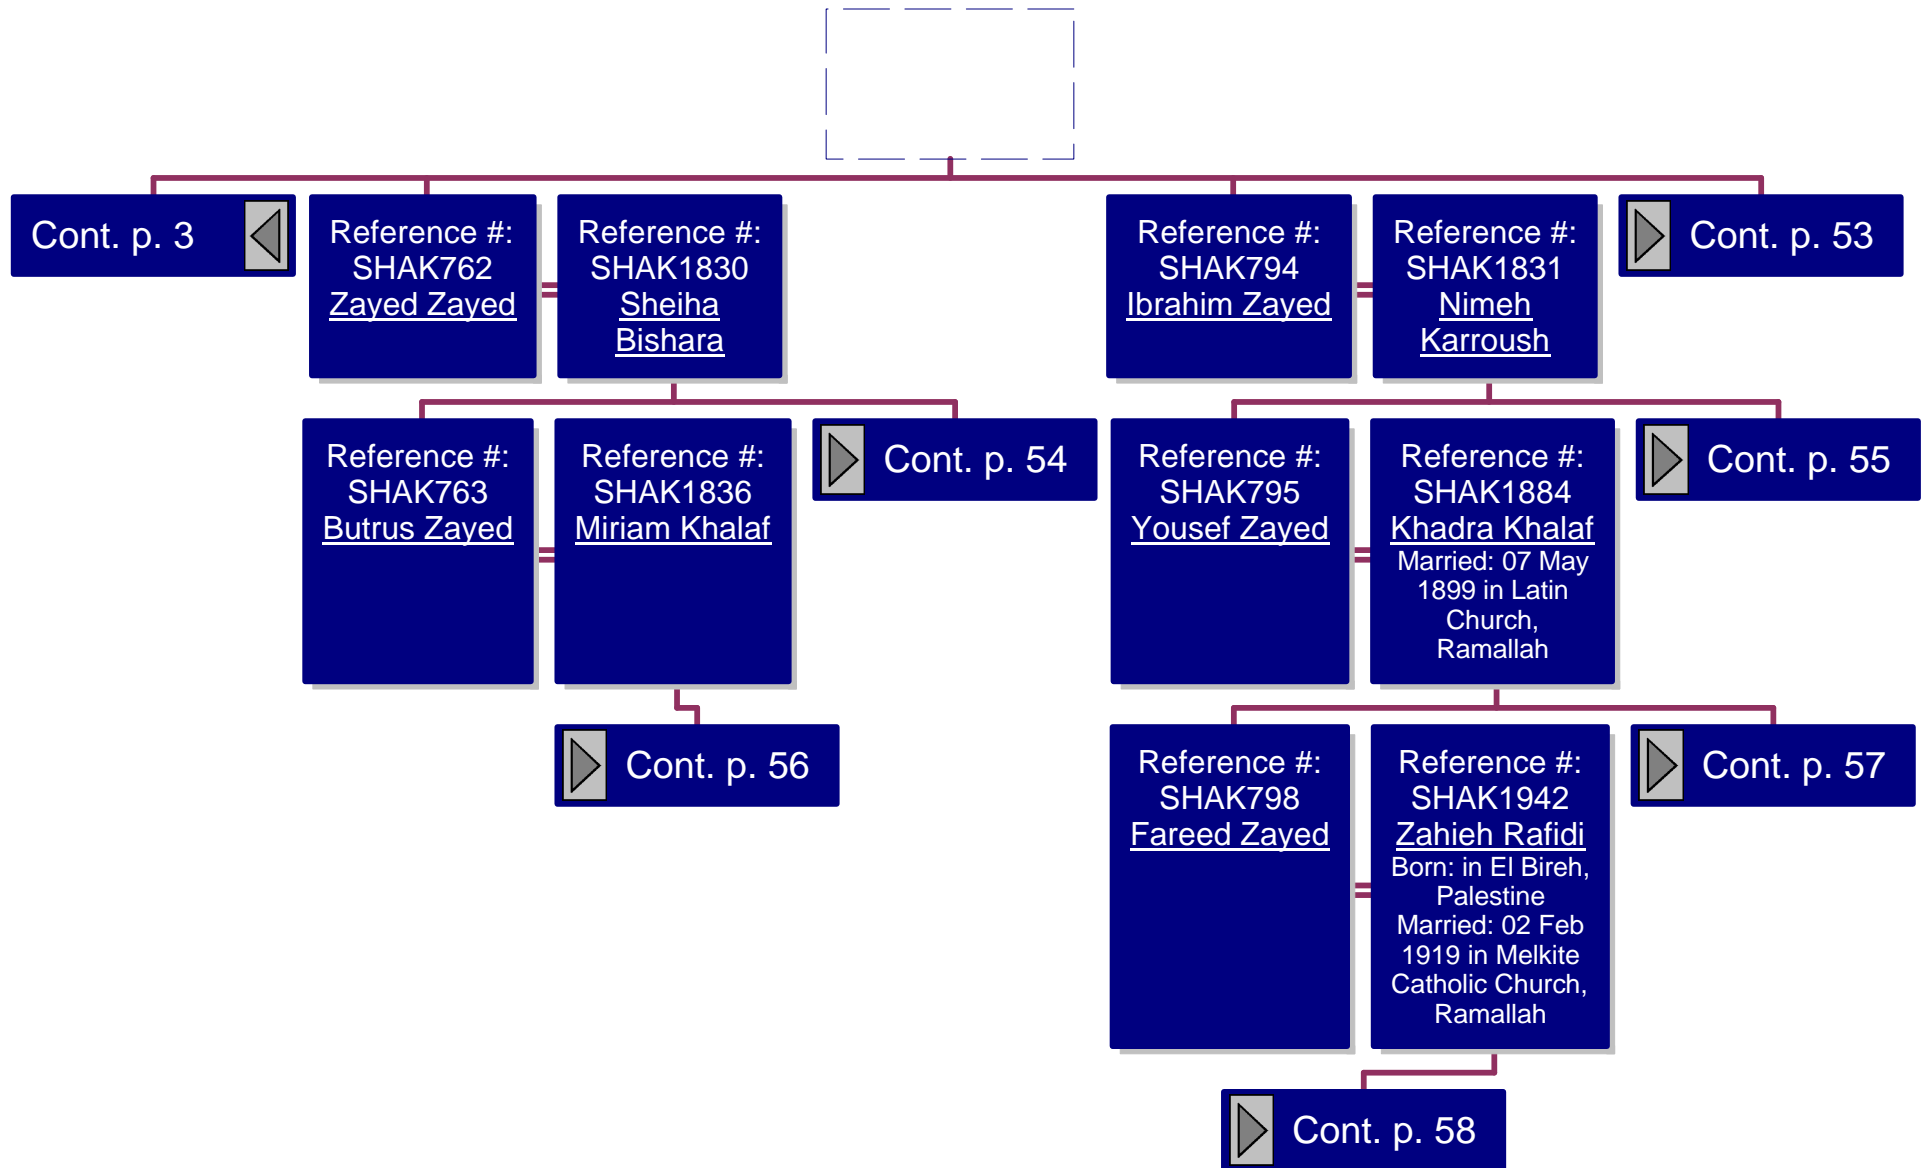 Cont. p. 3
Reference #:
SHAK762
Zayed Zayed
Reference #:
SHAK1830
Sheiha
Bishara
Reference #:
SHAK794
Ibrahim Zayed
Reference #:
SHAK1831
Nimeh
Karroush
Cont. p. 53
Reference #:
SHAK763
Butrus Zayed
Reference #:
SHAK1836
Miriam Khalaf
Cont. p. 54
Reference #:
SHAK795
Yousef Zayed
Reference #:
SHAK1884
Khadra Khalaf
Married: 07 May
1899 in Latin
Church,
Ramallah
Cont. p. 55
Cont. p. 56
Reference #:
SHAK798
Fareed Zayed
Reference #:
SHAK1942
Zahieh Rafidi
Born: in El Bireh,
Palestine
Married: 02 Feb
1919 in Melkite
Catholic Church,
Ramallah
Cont. p. 57
Cont. p. 58